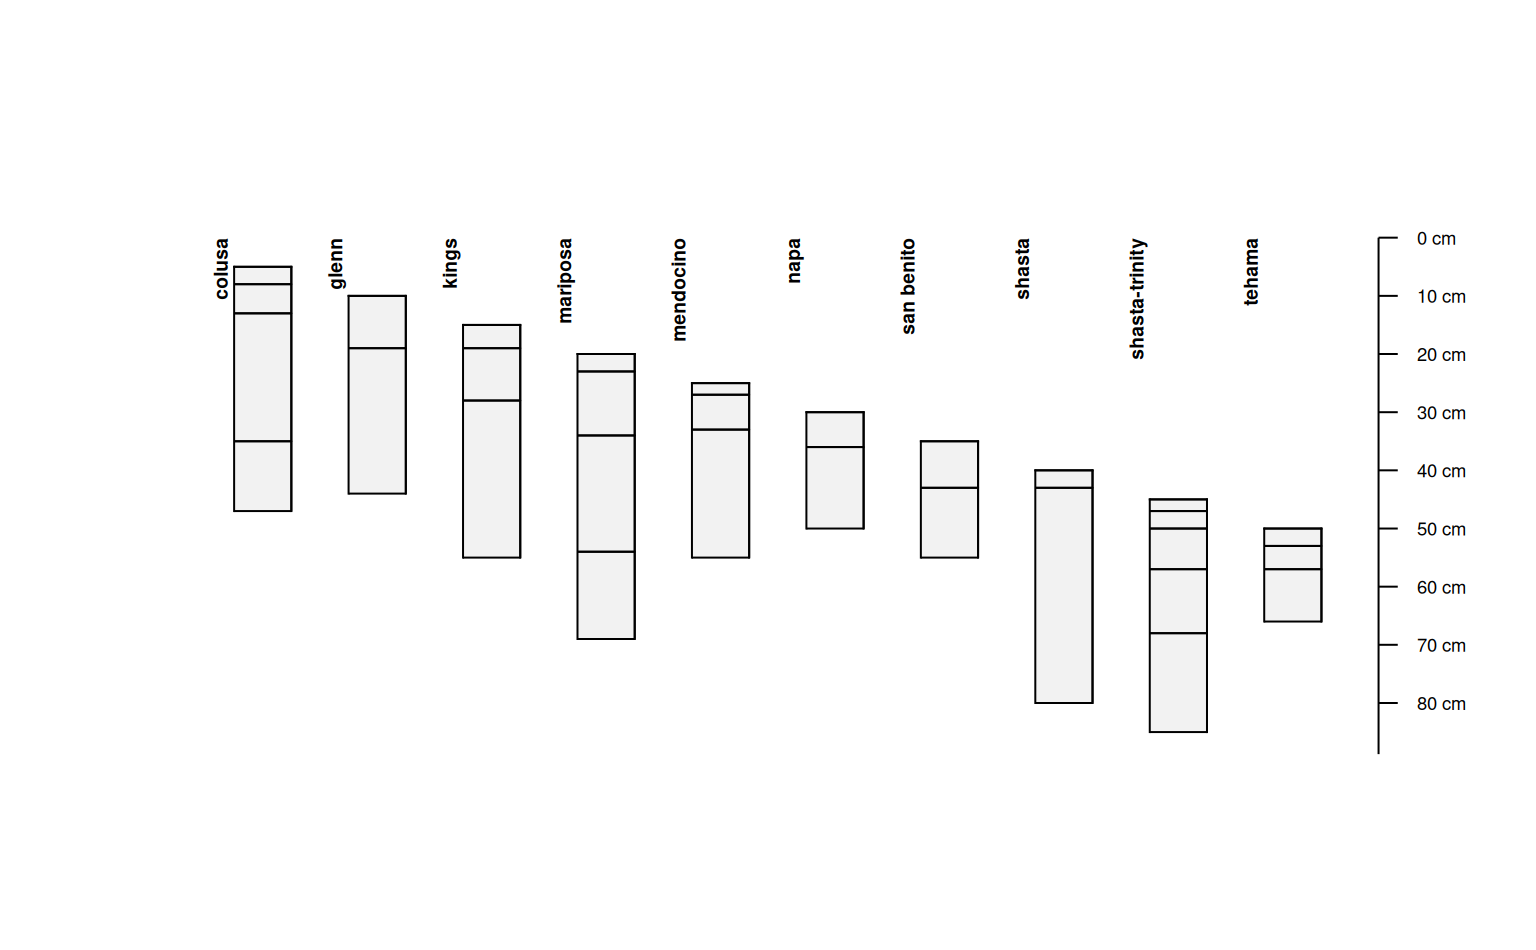 colusa
glenn
kings
mariposa
mendocino
napa
san benito
shasta
shasta-trinity
tehama
0 cm
10 cm
20 cm
30 cm
40 cm
50 cm
60 cm
70 cm
80 cm